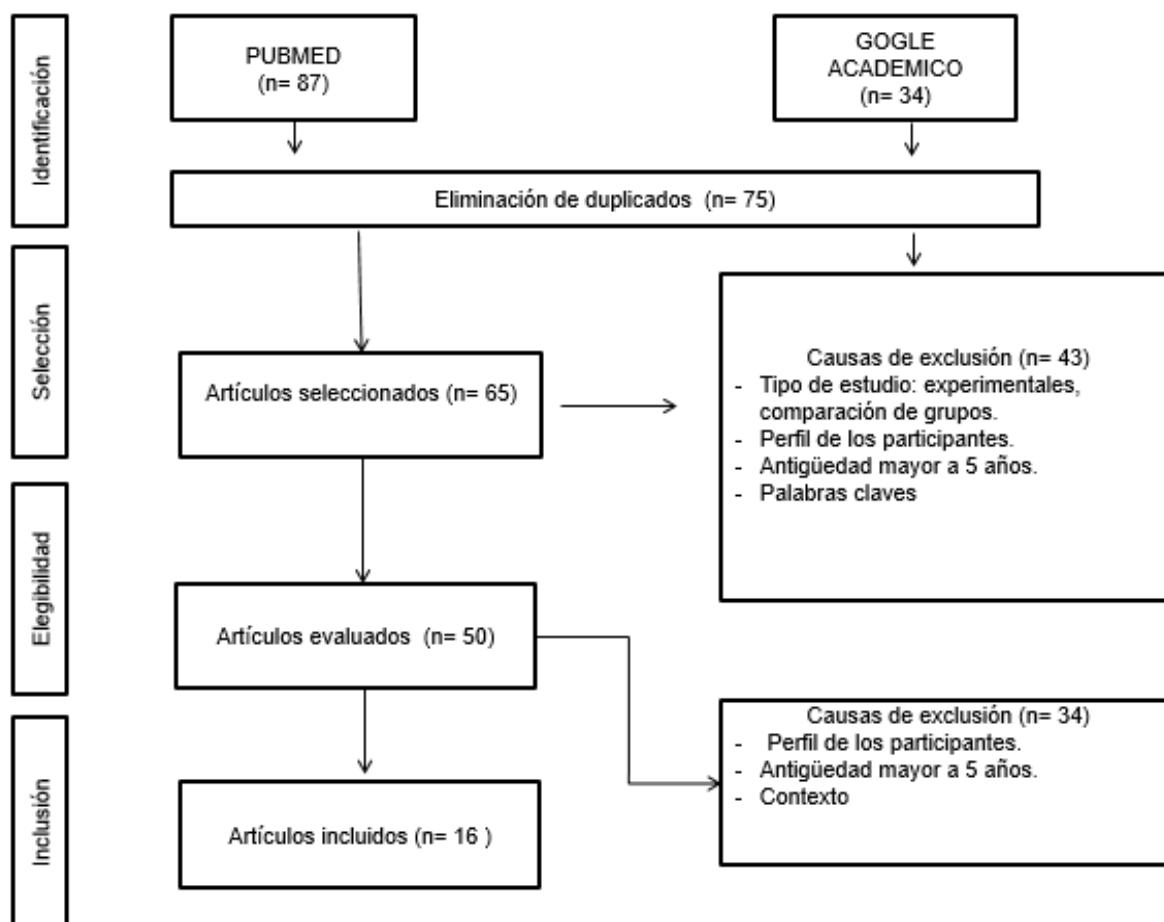 Identificación
PUBMED
(n= 87)
GOGLE
ACADEMICO
(n= 34)
Eliminación de duplicados (n= 75)
Selección
Artículos seleccionados (n= 65)
Causas de exclusión (n= 43)
- Tipo de estudio: experimentales,
comparación de grupos.
- Perfil de los participantes.
- Antigüedad mayor a 5 años.
- Palabras claves
Elegibilidad
Artículos evaluados (n= 50)
Causas de exclusión (n= 34)
- Perfil de los participantes.
- Antigüedad mayor a 5 años.
- Contexto
Inclusión
Artículos incluidos (n= 16 )